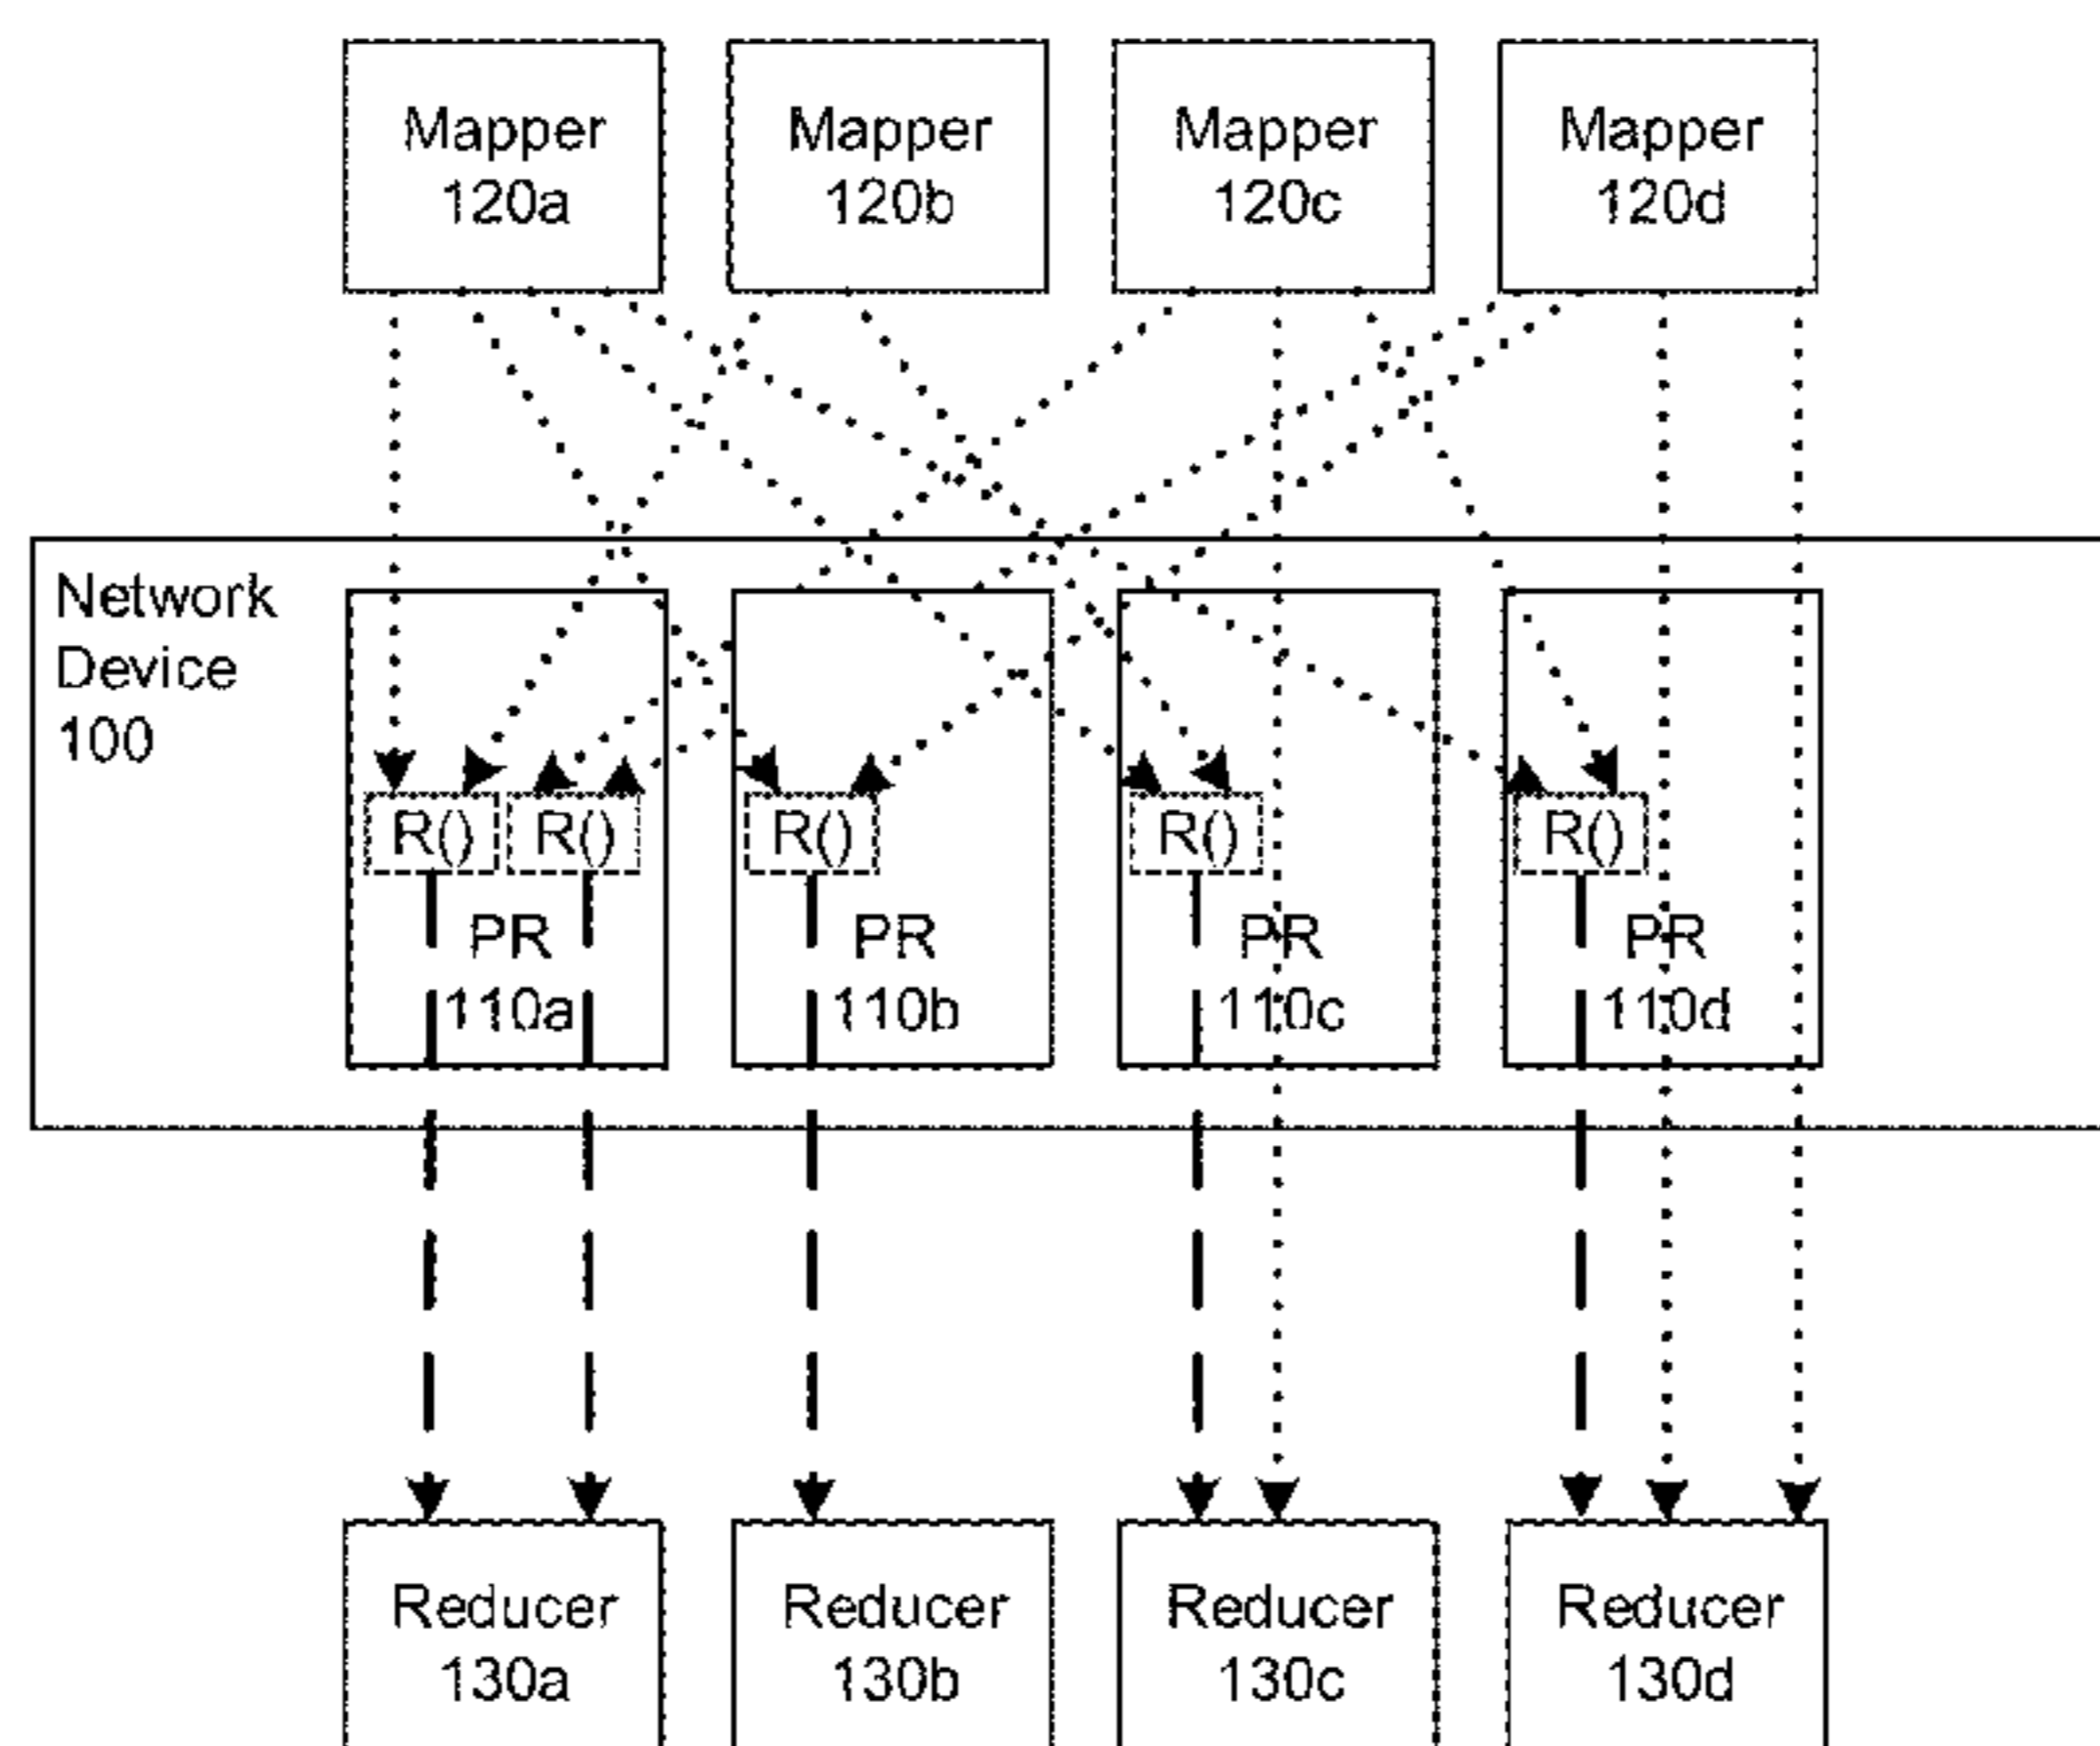 Mapper
120a
Mapper
120b
Mapper
120c
Mapper
120d
Network
Device
100
R()
R()
R()
R()
R()
PR
110a
PR
110b
PR
110c
PR
110d
Reducer
130a
Reducer
130b
Reducer
130c
Reducer
130d